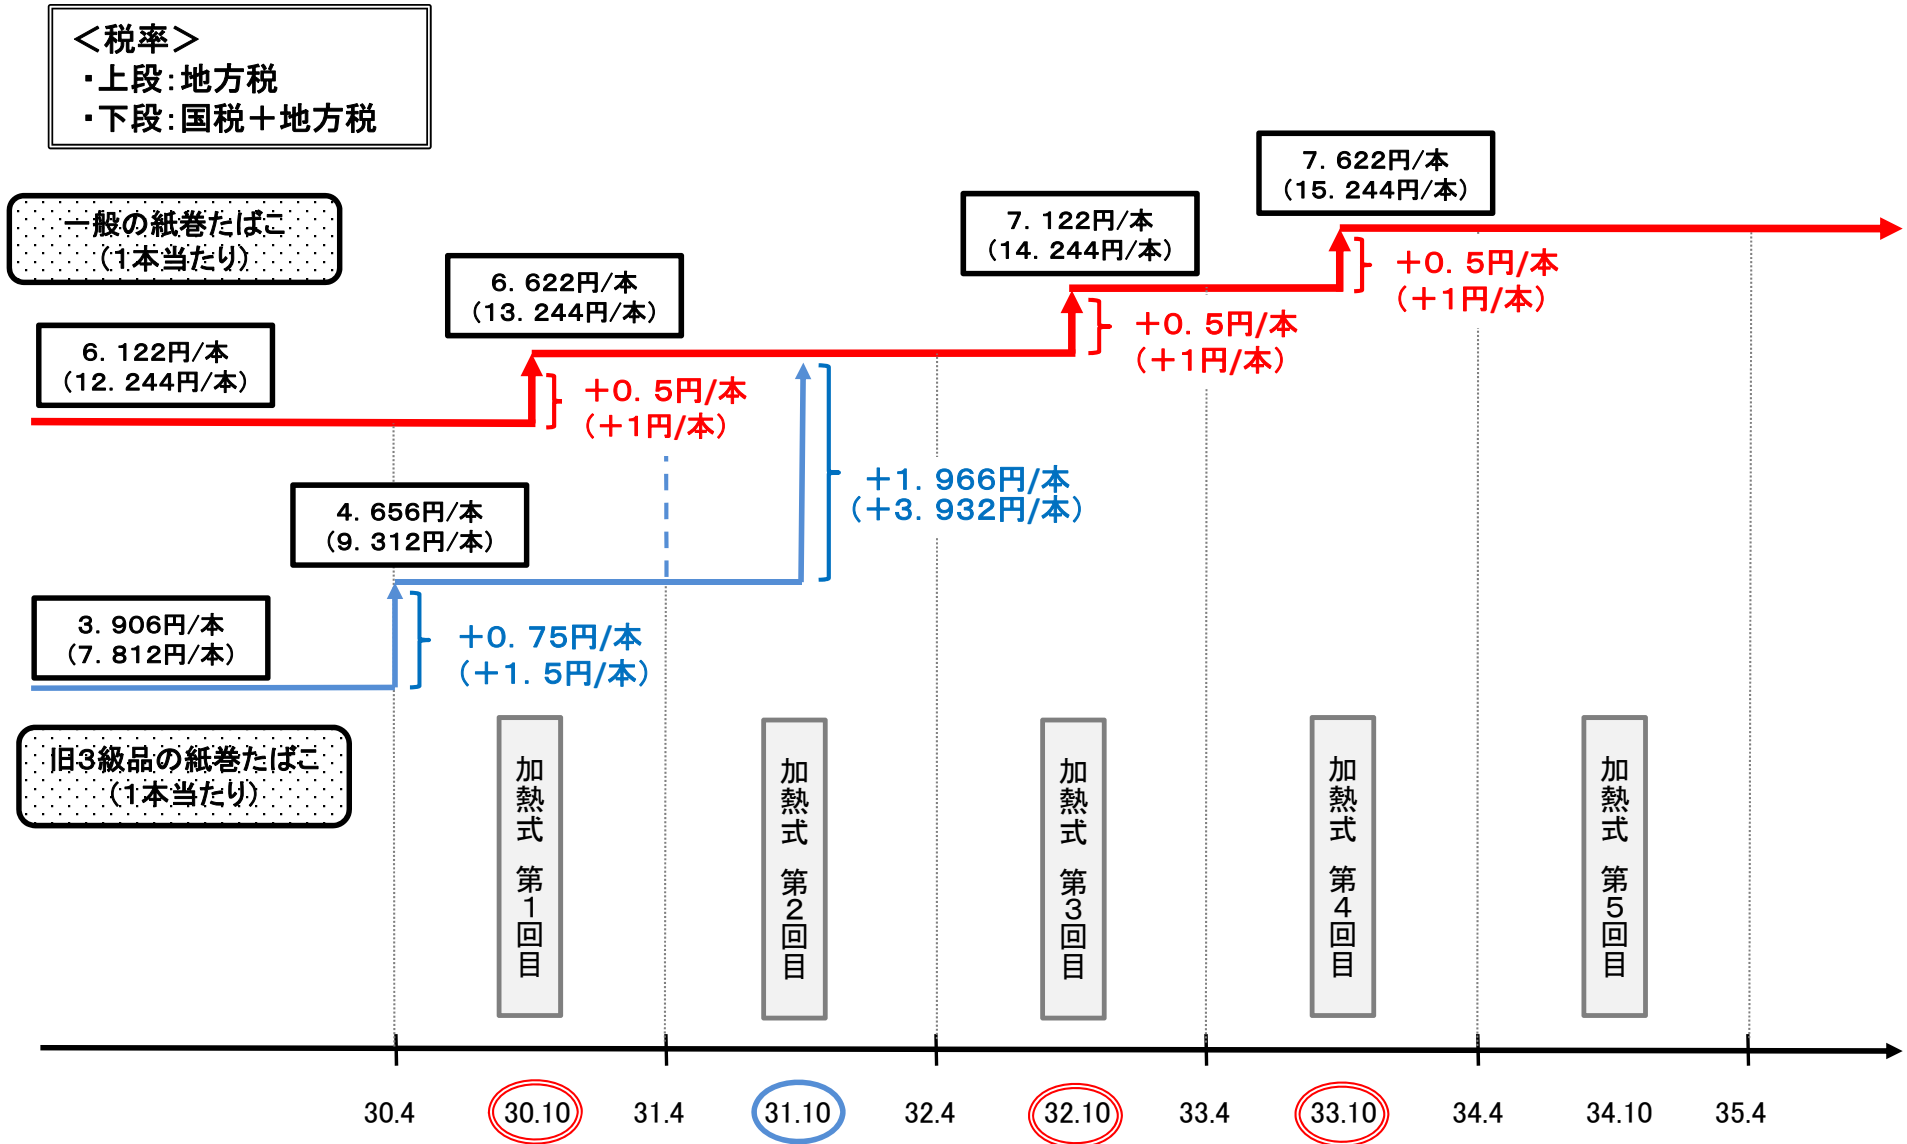 ＜税率＞
・上段：地方税
・下段：国税＋地方税
7．622円/本
（15．244円/本）
一般の紙巻たばこ
（1本当たり）
7．122円/本
（14．244円/本）
＋0．5円/本
（＋1円/本）
6．622円/本
（13．244円/本）
＋0．5円/本
（＋1円/本）
6．122円/本
（12．244円/本）
＋0．5円/本
（＋1円/本）
＋1．966円/本
（＋3．932円/本）
4．656円/本
（9．312円/本）
3．906円/本
（7．812円/本）
＋0．75円/本
（＋1．5円/本）
旧3級品の紙巻たばこ
（1本当たり）
加熱式　第1回目
加熱式　第2回目
加熱式　第3回目
加熱式　第4回目
加熱式　第5回目
30.4 30.10 31.4 31.10 32.4 32.10 33.4 33.10 34.4 34.10 35.4